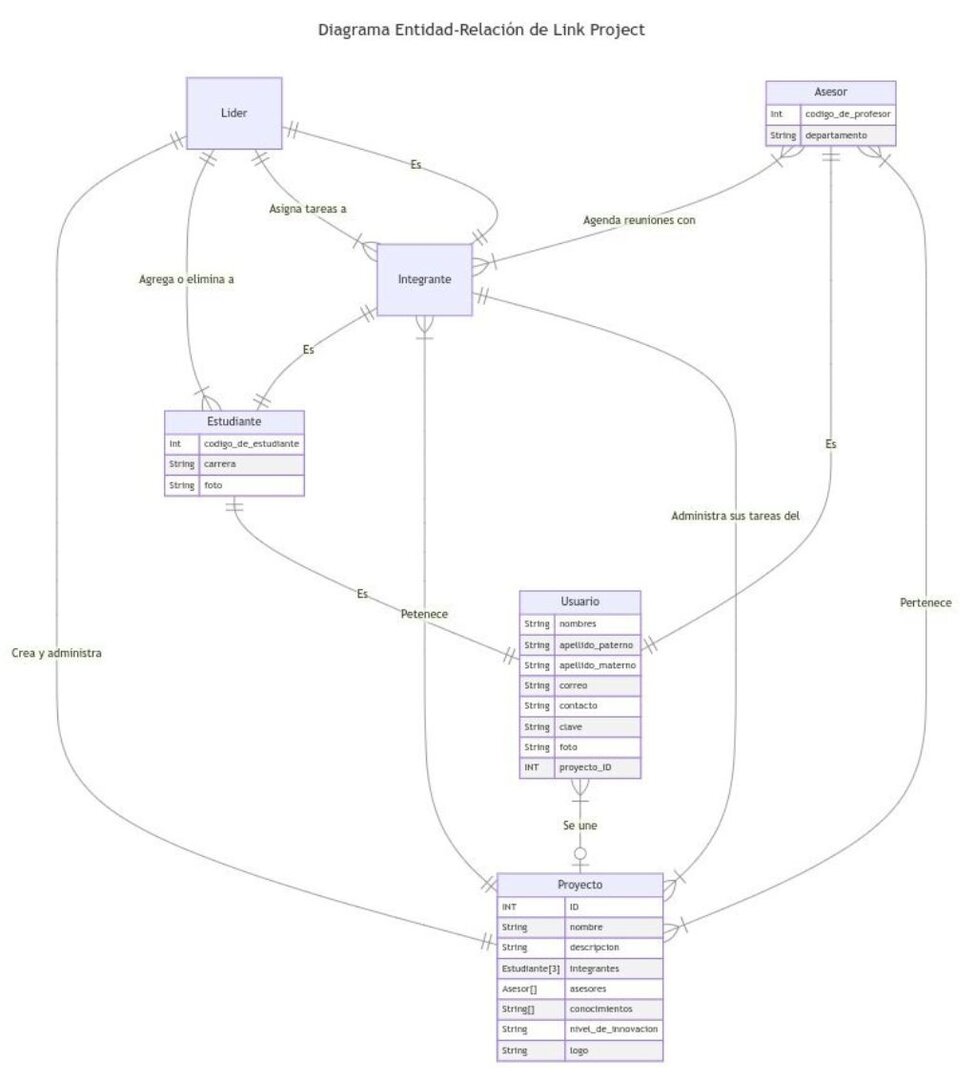 Diagrama Entidad-Relación de Link Project
Lider
Asesor
Int codigo_de_profesor
String departamento
Es
Asigna tareas a
Agenda reuniones con
Agrega o elimina a
Integrante
Es
Estudiante
Int codigo_de_estudiante
String carrera
String foto
Es
Administra sus tareas del
Es
Petenece
Usuario
String nombres
String apellido_paterno
String apellido_materno
String correo
String contacto
String clave
String foto
INT proyecto_ID
Pertenece
Crea y administra
Se une
Proyecto
INT ID
String nombre
String descripcion
Estudiante[3] integrantes
Asesor[] asesores
String[] conocimientos
String nivel_de_innovacion
String logo